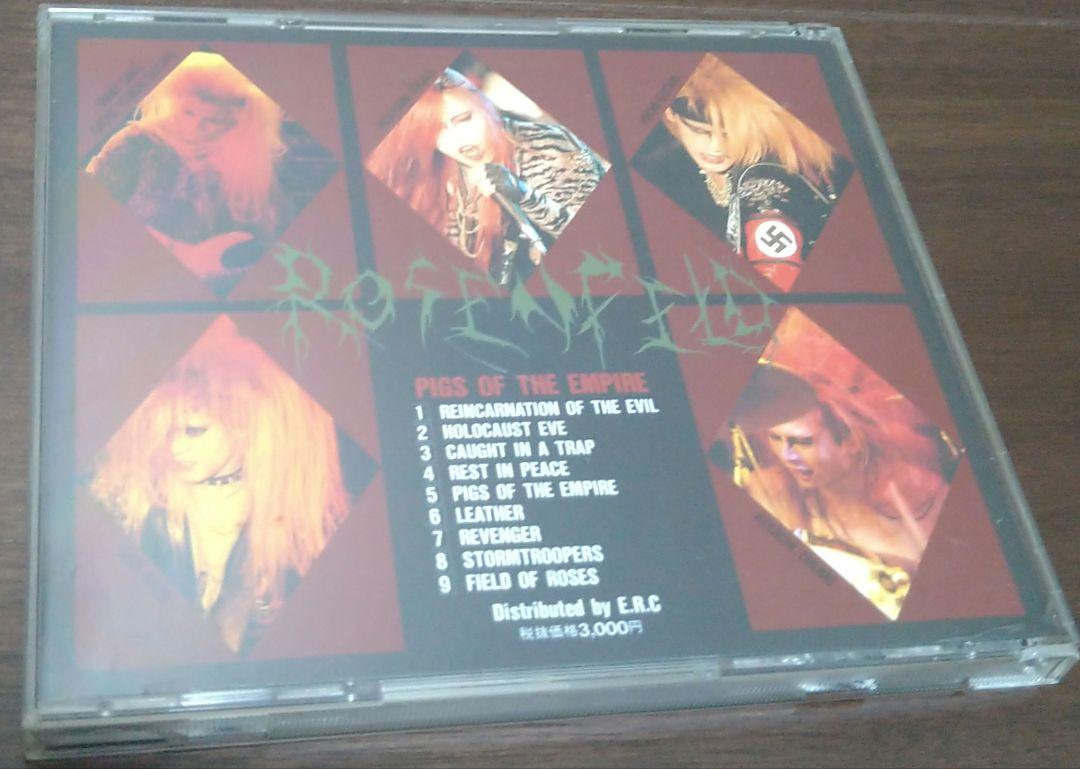 ROSENFELD
PIGS OF THE EMPIRE
1 REINCARNATION OF THE EVIL
2 HOLOCAUST EVE
3 CAUGHT IN A TRAP
4 REST IN PEACE
5 PIGS OF THE EMPIRE
6 LEATHER
7 REVENGER
8 STORMTROOPERS
9 FIELD OF ROSES
Distributed by E.R.C
税抜価格3,000円